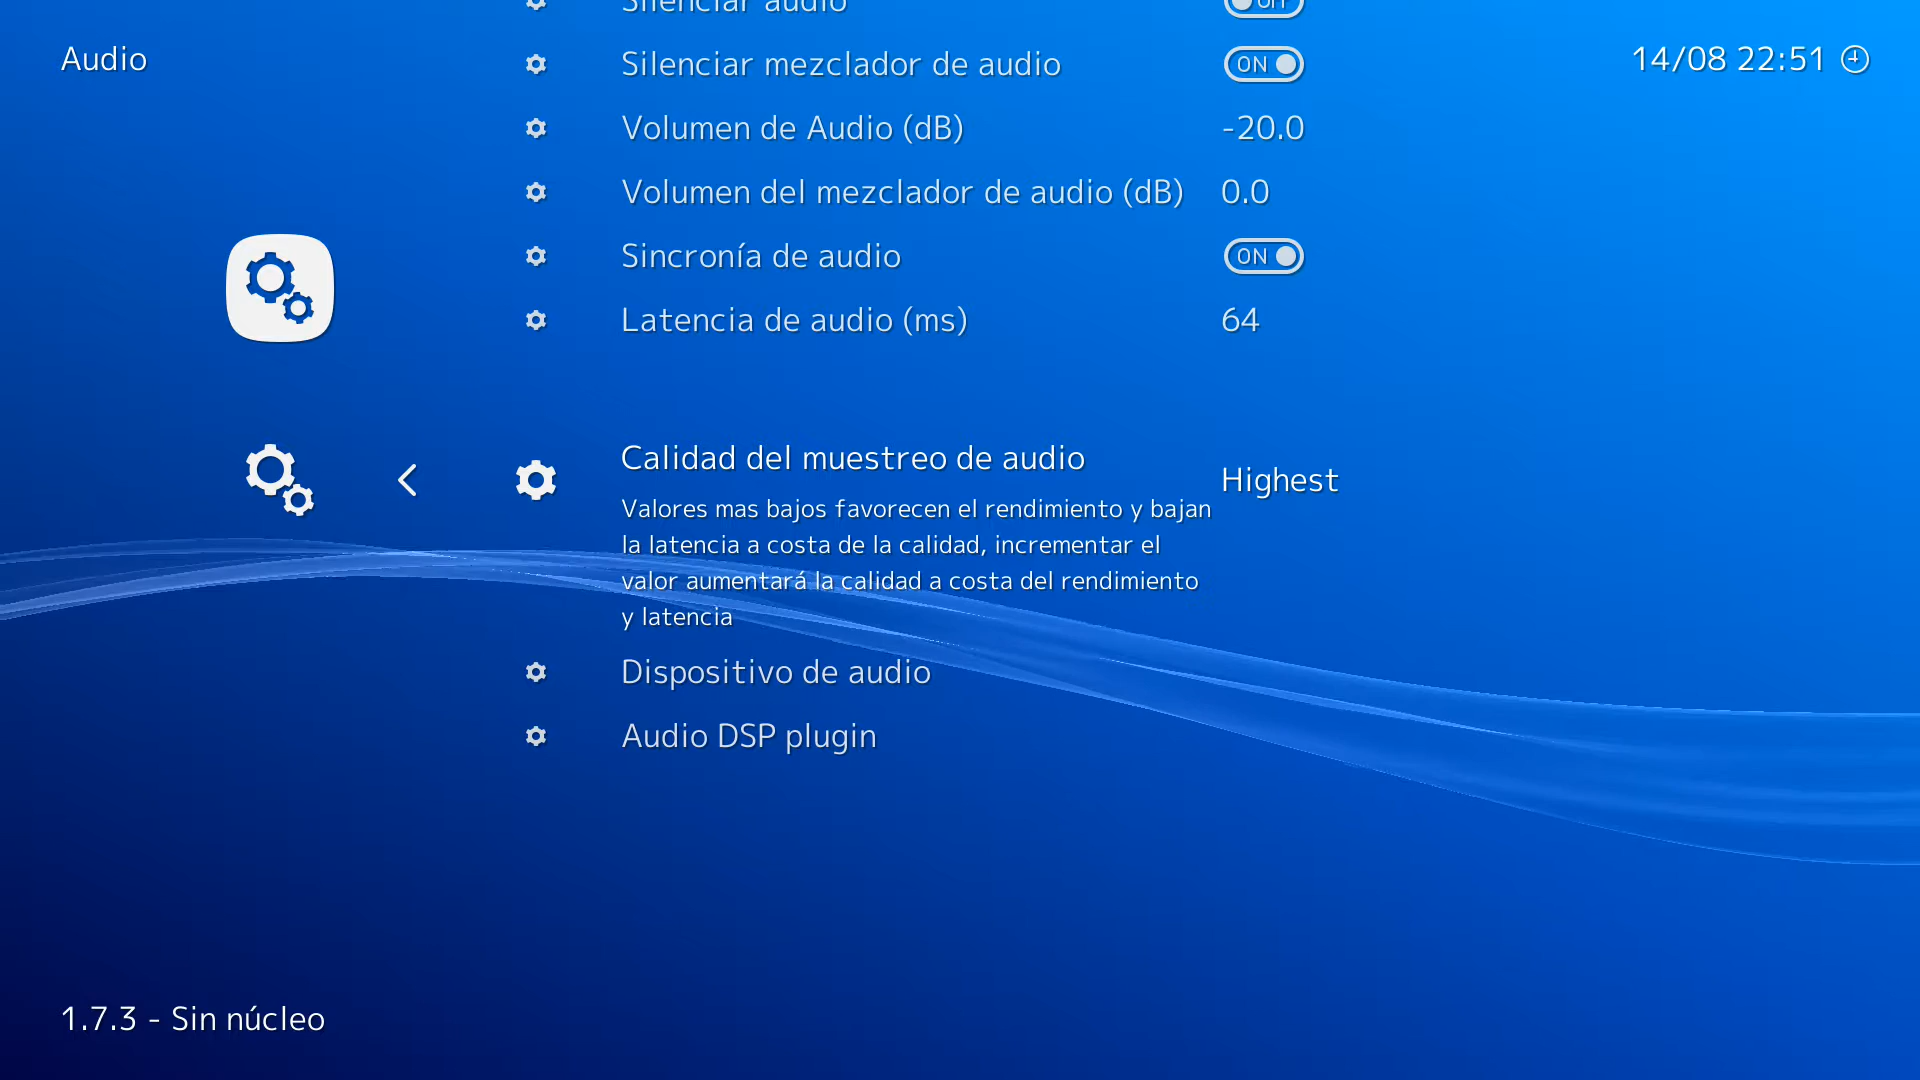 Silenciar audio
OFF
Audio
Silenciar mezclador de audio
ON
14/08 22:51
Volumen de Audio (dB)
-20.0
Volumen del mezclador de audio (dB)
0.0
Sincronía de audio
ON
Latencia de audio (ms)
64
Calidad del muestreo de audio
Highest
Valores mas bajos favorecen el rendimiento y bajan
la latencia a costa de la calidad, incrementar el
valor aumentará la calidad a costa del rendimiento
y latencia
Dispositivo de audio
Audio DSP plugin
1.7.3 - Sin núcleo